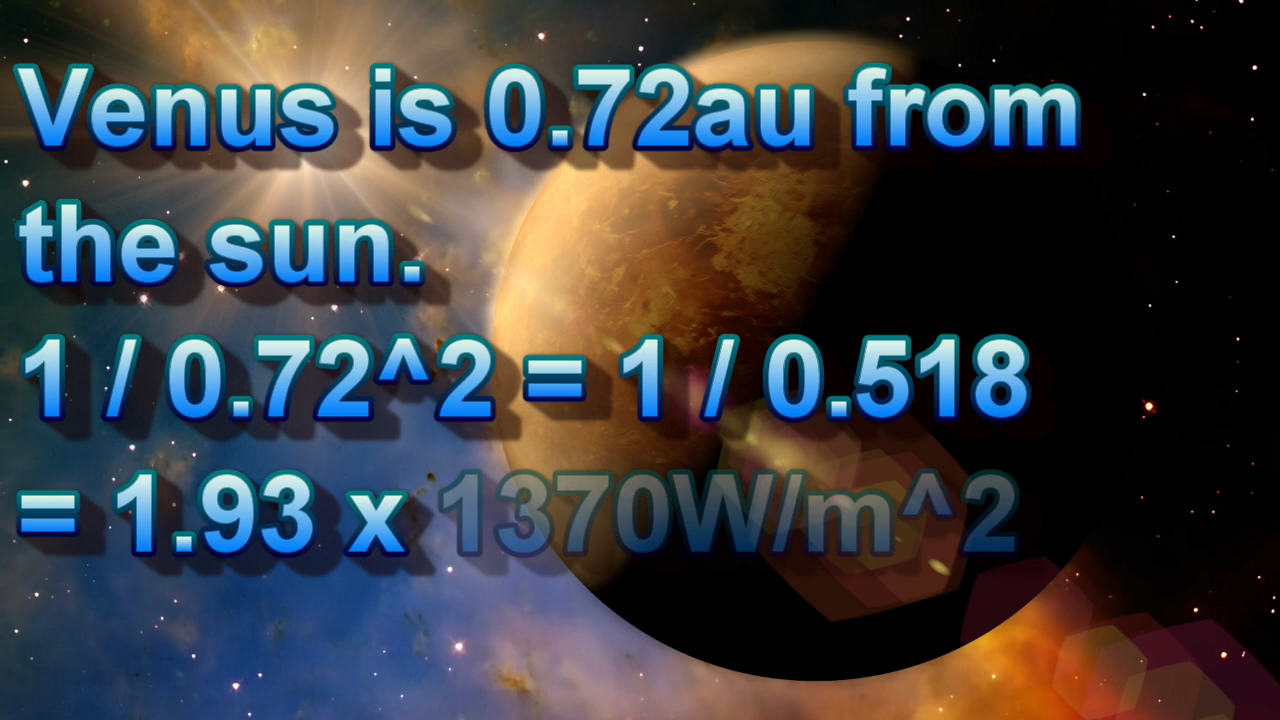 Venus is 0.72au from
the sun.
1 / 0.72^2 = 1 / 0.518
= 1.93 x 1370W/m^2